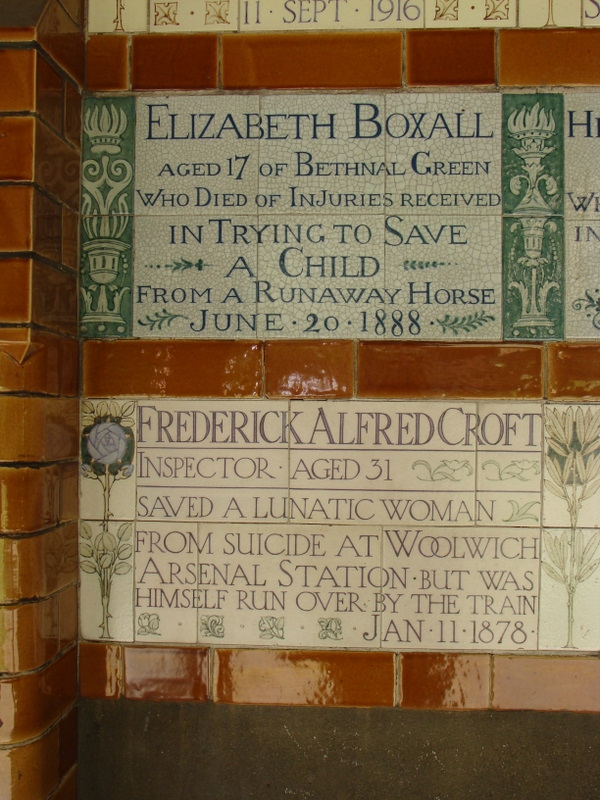 11 SEPT · 1916
ELIZABETH BOXALL
AGED 17 OF BETHNAL GREEN
WHO DIED OF INJURIES RECEIVED
IN TRYING TO SAVE
A CHILD
FROM A RUNAWAY HORSE
JUNE · 20 · 1888 ·
FREDERICK ALFRED CROFT
INSPECTOR · AGED 31
SAVED A LUNATIC WOMAN
FROM SUICIDE AT WOOLWICH
ARSENAL STATION · BUT WAS
HIMSELF RUN OVER BY THE TRAIN
JAN · 11 · 1878 ·